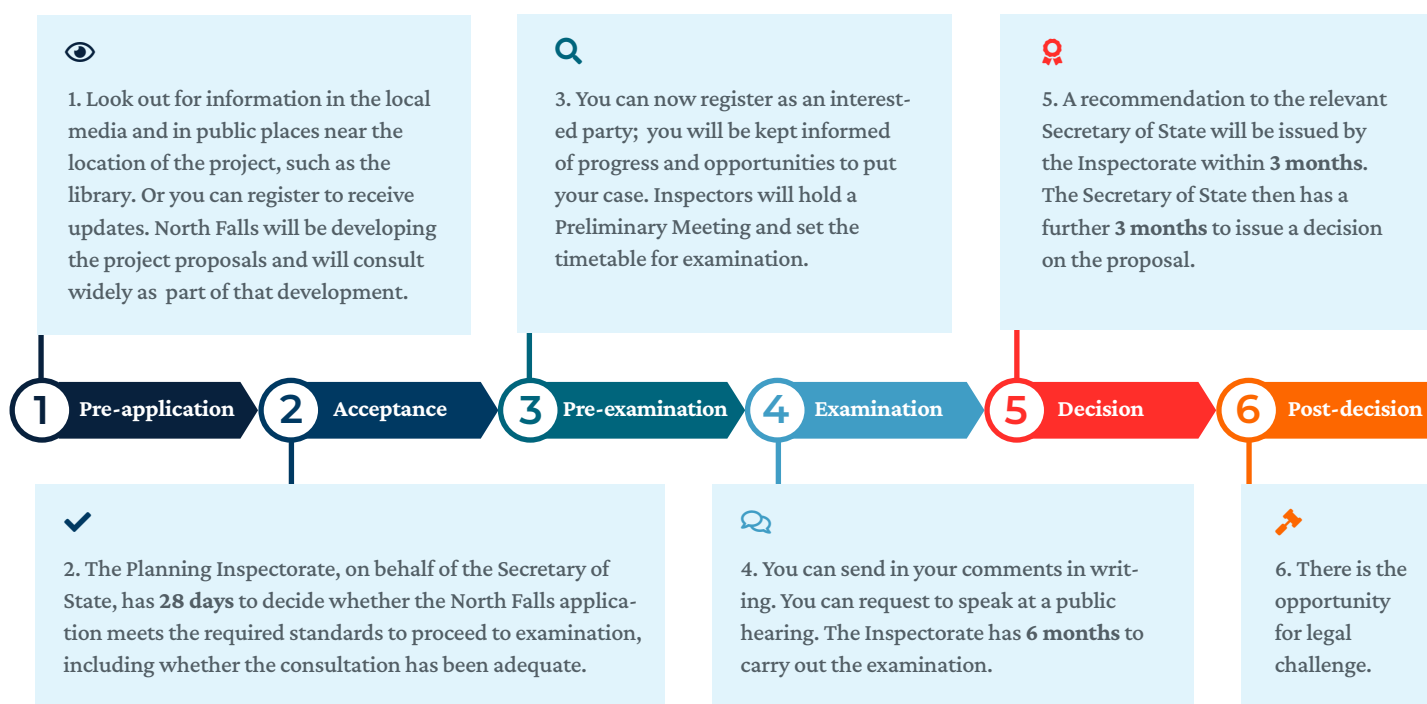 1. Look out for information in the local
media and in public places near the
location of the project, such as the
library. Or you can register to receive
updates. North Falls will be developing
the project proposals and will consult
widely as part of that development.
3. You can now register as an interest-
ed party; you will be kept informed
of progress and opportunities to put
your case. Inspectors will hold a
Preliminary Meeting and set the
timetable for examination.
5. A recommendation to the relevant
Secretary of State will be issued by
the Inspectorate within 3 months.
The Secretary of State then has a
further 3 months to issue a decision
on the proposal.
1 Pre-application
2 Acceptance
3 Pre-examination
4 Examination
5 Decision
6 Post-decision
2. The Planning Inspectorate, on behalf of the Secretary of
State, has 28 days to decide whether the North Falls applica-
tion meets the required standards to proceed to examination,
including whether the consultation has been adequate.
4. You can send in your comments in writ-
ing. You can request to speak at a public
hearing. The Inspectorate has 6 months to
carry out the examination.
6. There is the
opportunity
for legal
challenge.